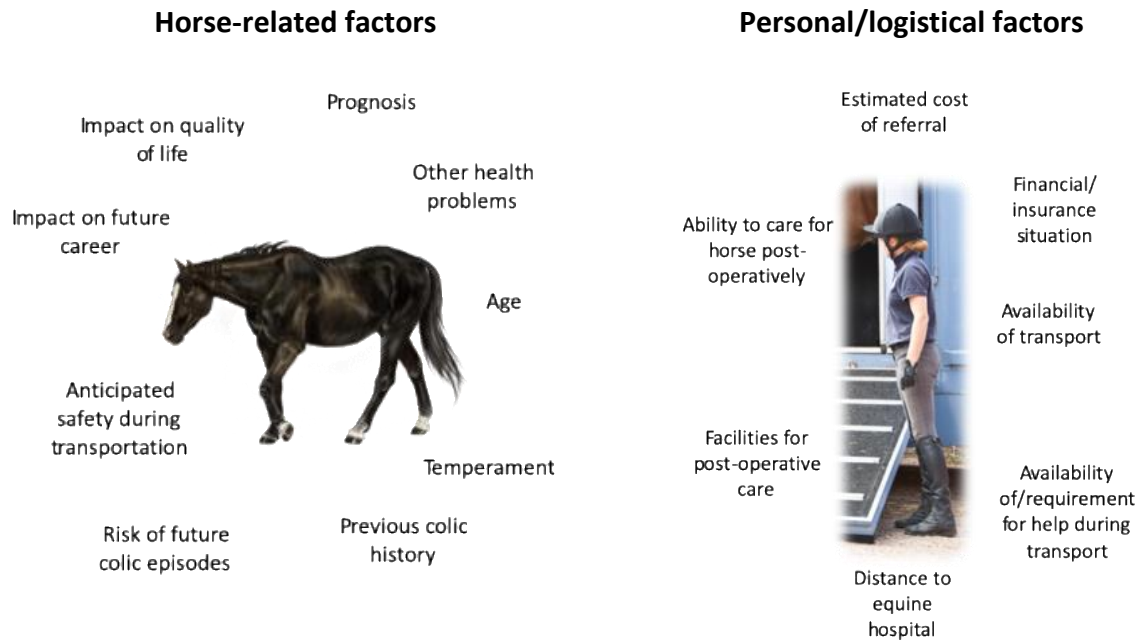 Horse-related factors
Prognosis
Impact on quality
of life
Other health
problems
Impact on future
career
Age
Anticipated
safety during
transportation
Temperament
Previous colic
history
Risk of future
colic episodes
Personal/logistical factors
Estimated cost
of referral
Financial/
insurance
situation
Ability to care for
horse post-
operatively
Availability
of transport
Facilities for
post-operative
care
Availability
of/requirement
for help during
transport
Distance to
equine
hospital